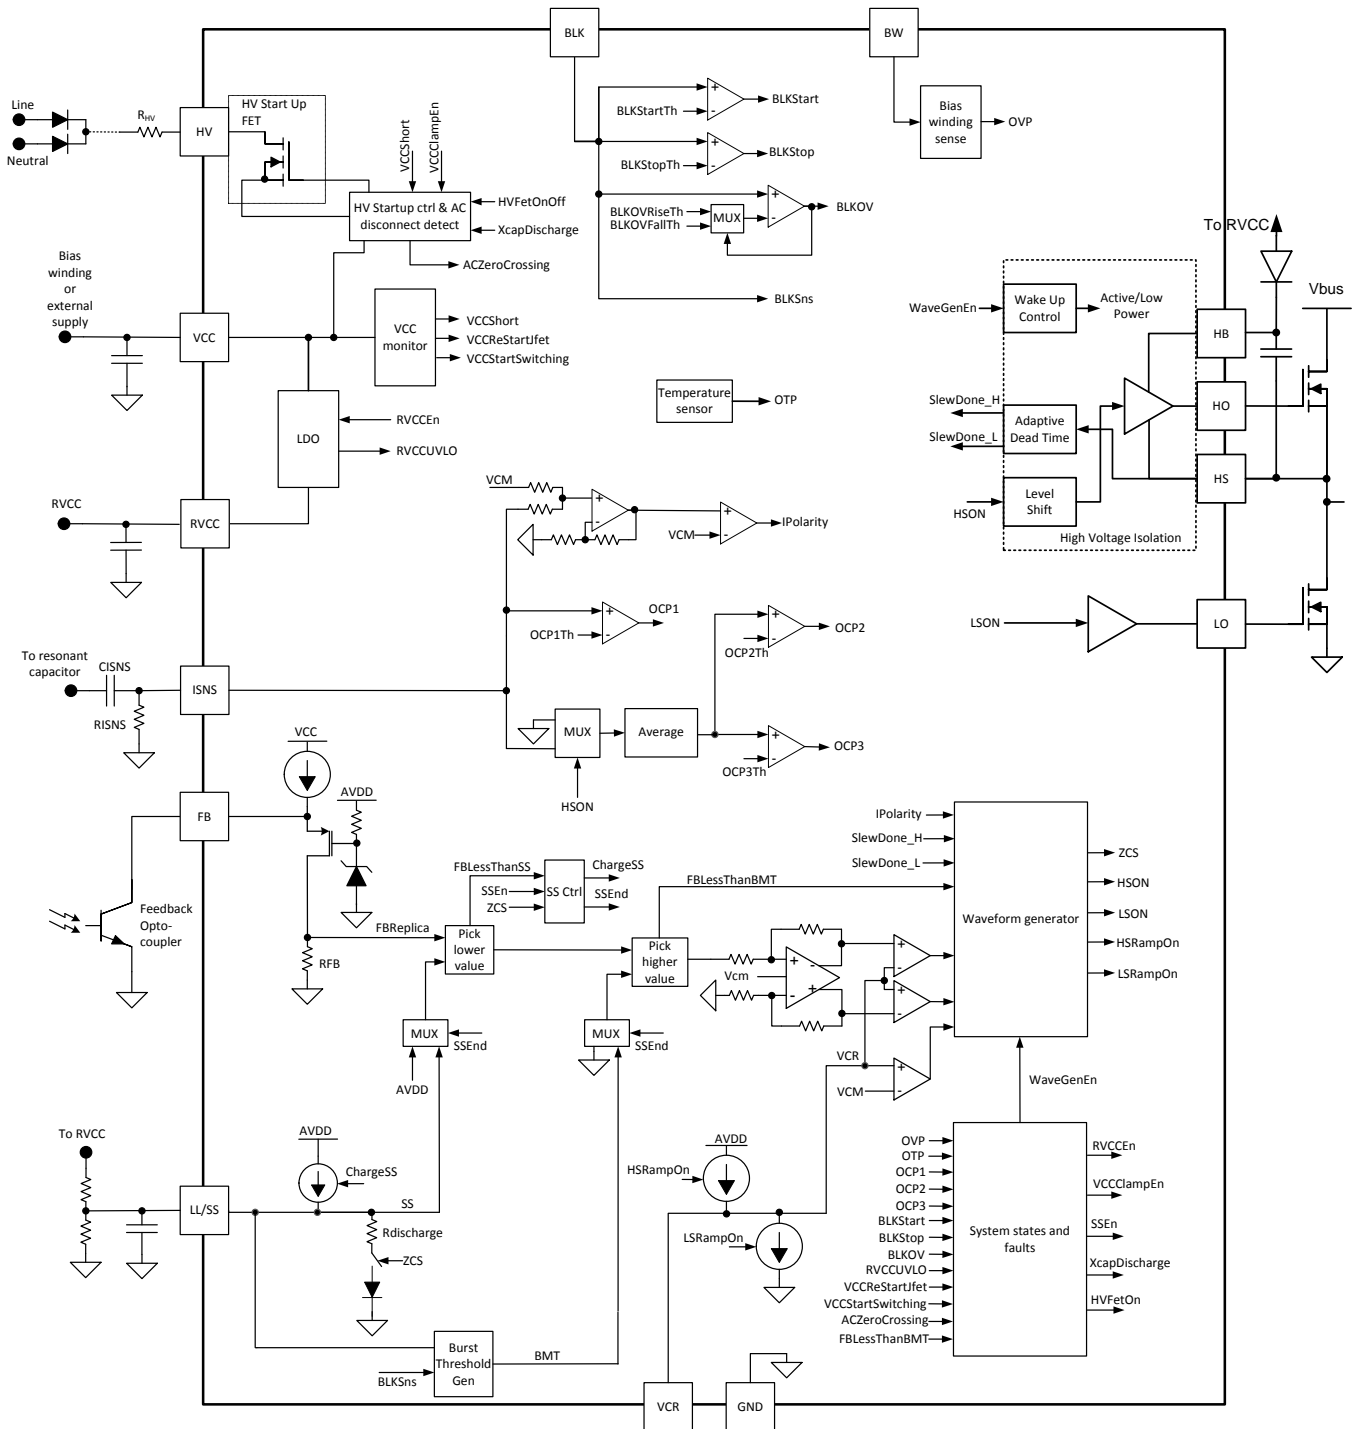 BLK
BW
Line
Neutral
RHV
HV
HV Start Up
FET
VCCShort
VCCClampEn
HV Startup ctrl & AC
disconnect detect
HVFetOnOff
XcapDischarge
ACZeroCrossing
+
-
BLKStartTh
BLKStart
+
-
BLKStopTh
BLKStop
+
-
BLKOVRiseTh
BLKOVFallTh
MUX
BLKOV
BLKSns
Bias
winding
sense
OVP
Bias
winding
or
external
supply
VCC
VCC
monitor
VCCShort
VCCReStartJfet
VCCStartSwitching
LDO
RVCCEn
RVCCUVLO
RVCC
RVCC
Temperature
sensor
OTP
To RVCC
Vbus
WaveGenEn
Wake Up
Control
Active/Low
Power
HB
SlewDone_H
SlewDone_L
Adaptive
Dead Time
HO
HS
HSON
Level
Shift
High Voltage Isolation
LSON
LO
VCM
+
-
+
-
VCM
IPolarity
+
-
OCP1Th
OCP1
+
-
OCP2Th
OCP2
To resonant
capacitor
CISNS
RISNS
ISNS
MUX
HSON
Average
+
-
OCP3Th
OCP3
VCC
AVDD
FB
Feedback
Opto-
coupler
RFB
FBReplica
FBLessThanSS
SSEn
ZCS
SS Ctrl
ChargeSS
SSEnd
Pick
lower
value
FBLessThanBMT
Pick
higher
value
MUX
SSEnd
AVDD
MUX
SSEnd
Vcm
+
-
-
+
+
-
+
-
VCR
VCM
+
-
IPolarity
SlewDone_H
SlewDone_L
Waveform generator
ZCS
HSON
LSON
HSRampOn
LSRampOn
WaveGenEn
To RVCC
LL/SS
AVDD
ChargeSS
SS
Rdischarge
ZCS
Burst
Threshold
Gen
BLKSns
BMT
AVDD
HSRampOn
LSRampOn
VCR
GND
OVP
OTP
OCP1
OCP2
OCP3
BLKStart
BLKStop
BLKOV
RVCCUVLO
VCCReStartJfet
VCCStartSwitching
ACZeroCrossing
FBLessThanBMT
System states and
faults
RVCCEn
VCCClampEn
SSEn
XcapDischarge
HVFetOn